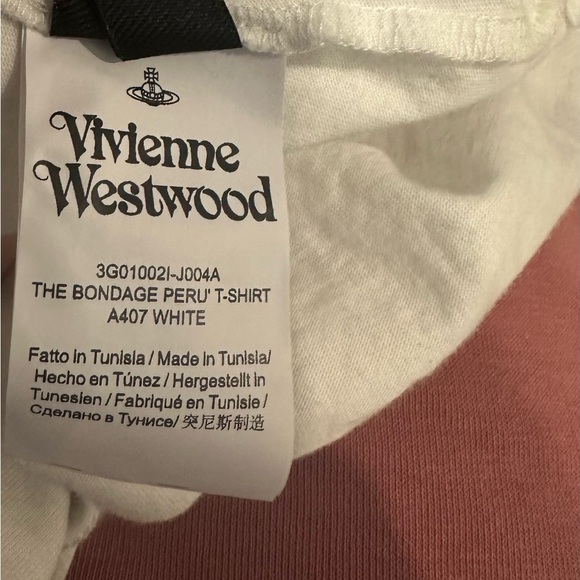 Vivienne
Westwood
3G01002I-J004A
THE BONDAGE PERU' T-SHIRT
A407 WHITE
Fatto in Tunisia / Made in Tunisia/
Hecho en Túnez / Hergestellt in
Tunesien / Fabriqué en Tunisie /
Сделано в Тунисе/ 突尼斯制造